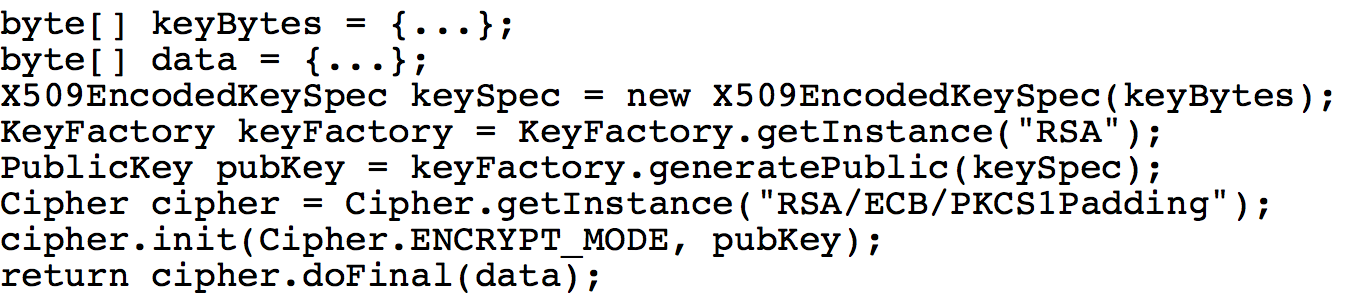 byte[] keyBytes = {...};
byte[] data = {...};
X509EncodedKeySpec keySpec = new X509EncodedKeySpec(keyBytes);
KeyFactory keyFactory = KeyFactory.getInstance("RSA");
PublicKey pubKey = keyFactory.generatePublic(keySpec);
Cipher cipher = Cipher.getInstance("RSA/ECB/PKCS1Padding");
cipher.init(Cipher.ENCRYPT_MODE, pubKey);
return cipher.doFinal(data);